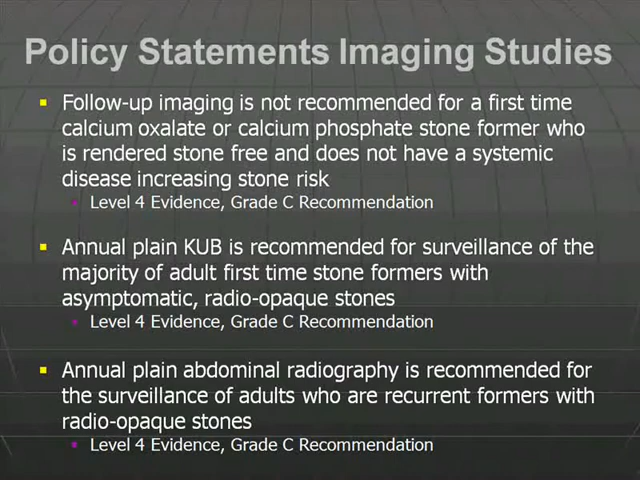 Policy Statements Imaging Studies
Follow-up imaging is not recommended for a first time
calcium oxalate or calcium phosphate stone former who
is rendered stone free and does not have a systemic
disease increasing stone risk
Level 4 Evidence, Grade C Recommendation
Annual plain KUB is recommended for surveillance of the
majority of adult first time stone formers with
asymptomatic, radio-opaque stones
Level 4 Evidence, Grade C Recommendation
Annual plain abdominal radiography is recommended for
the surveillance of adults who are recurrent formers with
radio-opaque stones
Level 4 Evidence, Grade C Recommendation